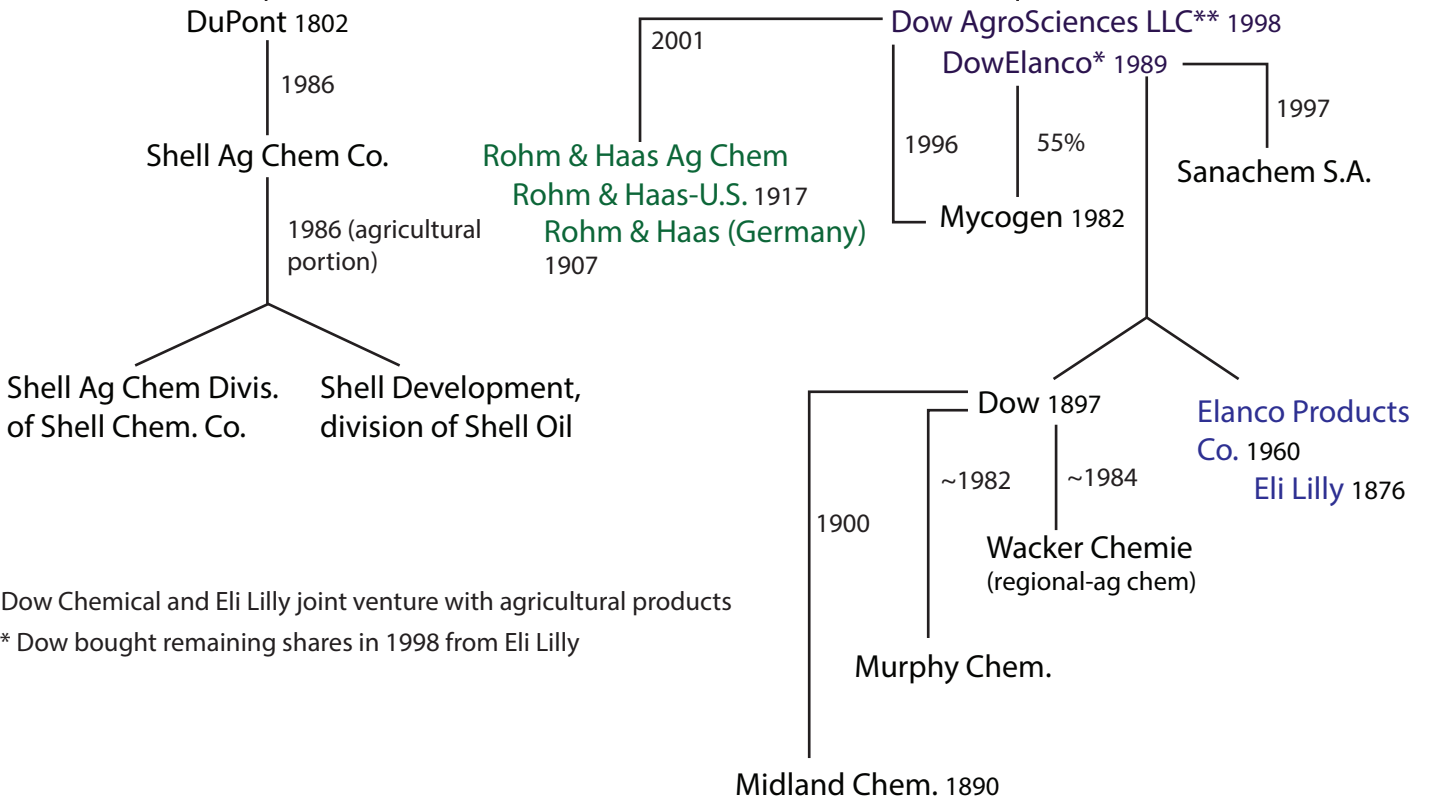 DuPont 1802
1986
Shell Ag Chem Co.
1986 (agricultural
portion)
Shell Ag Chem Divis.
of Shell Chem. Co.
Shell Development,
division of Shell Oil
Dow AgroSciences LLC** 1998
DowElanco* 1989
2001
Rohm & Haas Ag Chem
Rohm & Haas-U.S. 1917
Rohm & Haas (Germany)
1907
1996
55%
Mycogen 1982
1997
Sanachem S.A.
Dow 1897
Elanco Products
Co. 1960
Eli Lilly 1876
~1982
~1984
1900
Wacker Chemie
(regional-ag chem)
Murphy Chem.
Midland Chem. 1890
Dow Chemical and Eli Lilly joint venture with agricultural products
* Dow bought remaining shares in 1998 from Eli Lilly